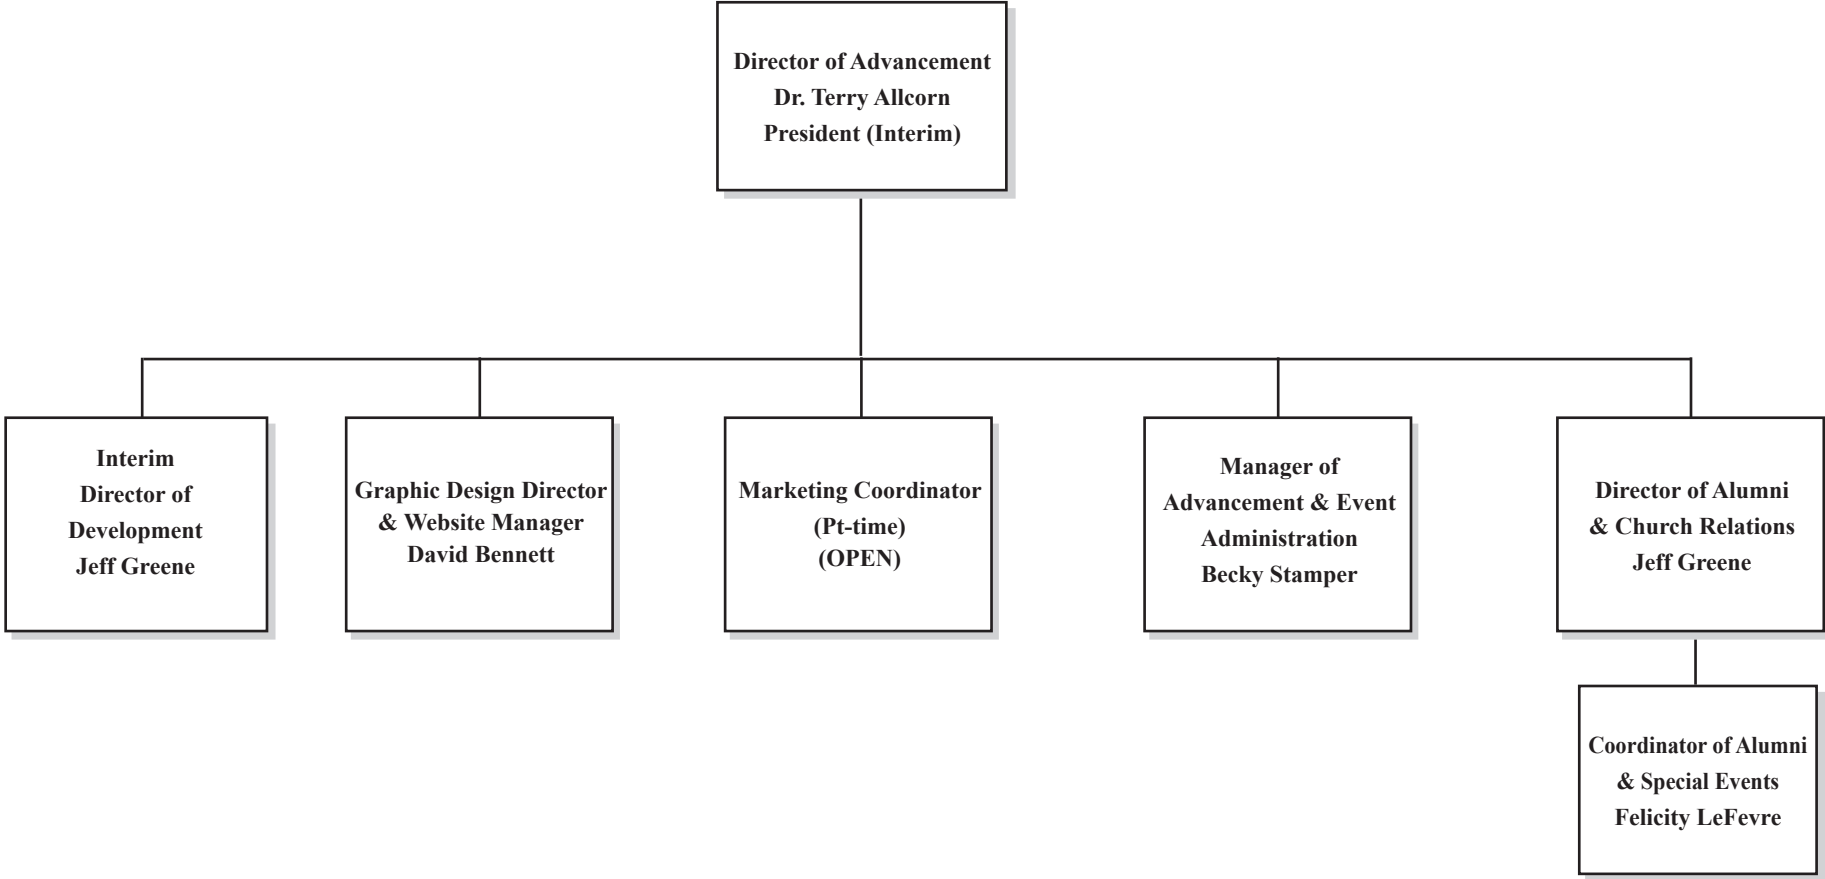 Director of Advancement
Dr. Terry Allcorn
President (Interim)
Interim
Director of
Development
Jeff Greene
Graphic Design Director
& Website Manager
David Bennett
Marketing Coordinator
(Pt-time)
(OPEN)
Manager of
Advancement & Event
Administration
Becky Stamper
Director of Alumni
& Church Relations
Jeff Greene
Coordinator of Alumni
& Special Events
Felicity LeFevre